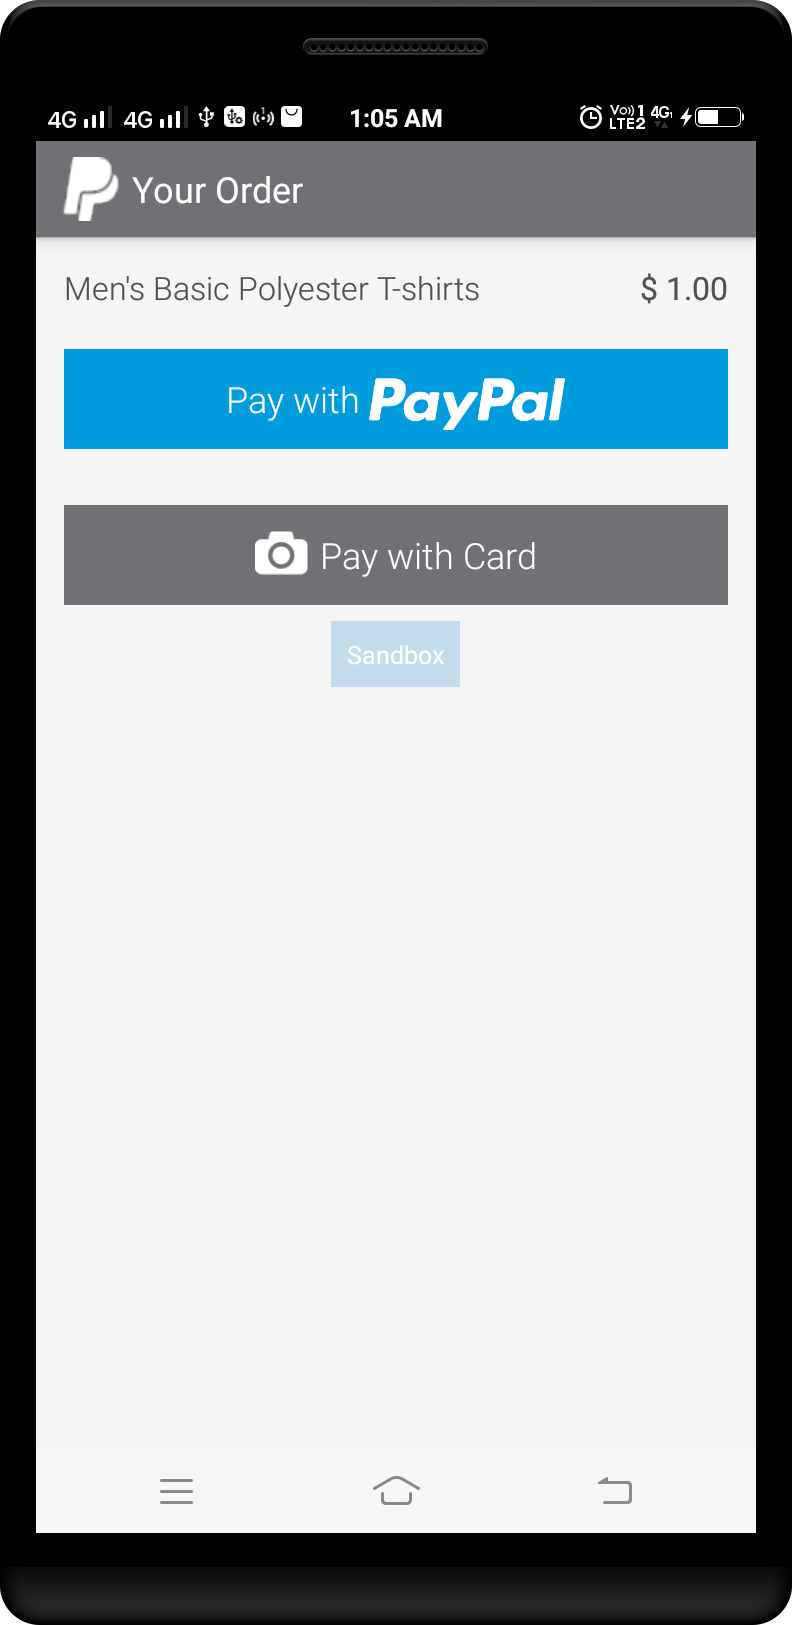 4G 4G 1:05 AM Vo)) 1 LTE2 4G
Your Order
Men's Basic Polyester T-shirts $ 1.00
Pay with PayPal
Pay with Card
Sandbox